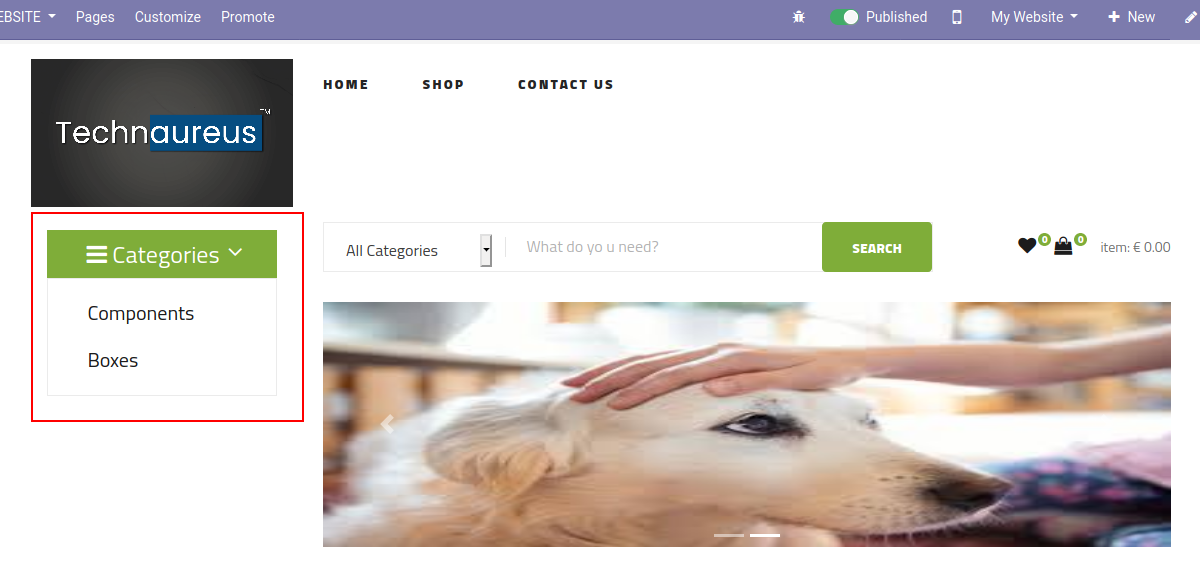 EBSITE Pages Customize Promote Published My Website New
Technaureus™
HOME SHOP CONTACT US
Categories
All Categories What do yo u need? SEARCH 0 0 item: € 0.00
Components
Boxes